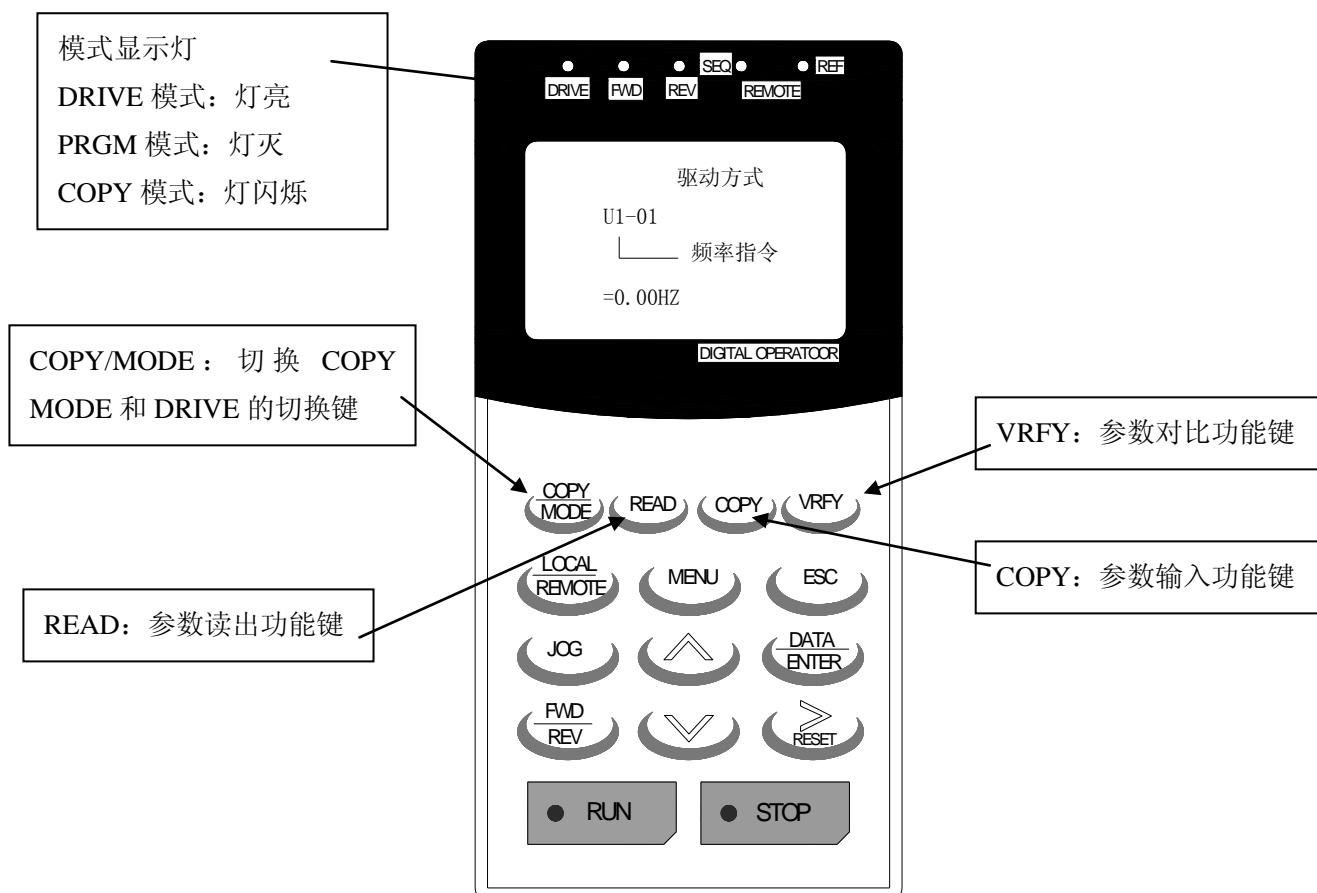 模式显示灯
DRIVE 模式：灯亮
PRGM 模式：灯灭
COPY 模式：灯闪烁
SEQ
REF
DRIVE FWD REV REMOTE
驱动方式
U1-01
频率指令
=0.00HZ
DIGITAL OPERATOOR
COPY/MODE：切换 COPY
MODE 和 DRIVE 的切换键
VRFY：参数对比功能键
COPY
MODE
READ
COPY
VRFY
COPY：参数输入功能键
READ：参数读出功能键
LOCAL
REMOTE
MENU
ESC
JOG
DATA
ENTER
FWD
REV
RESET
RUN
STOP